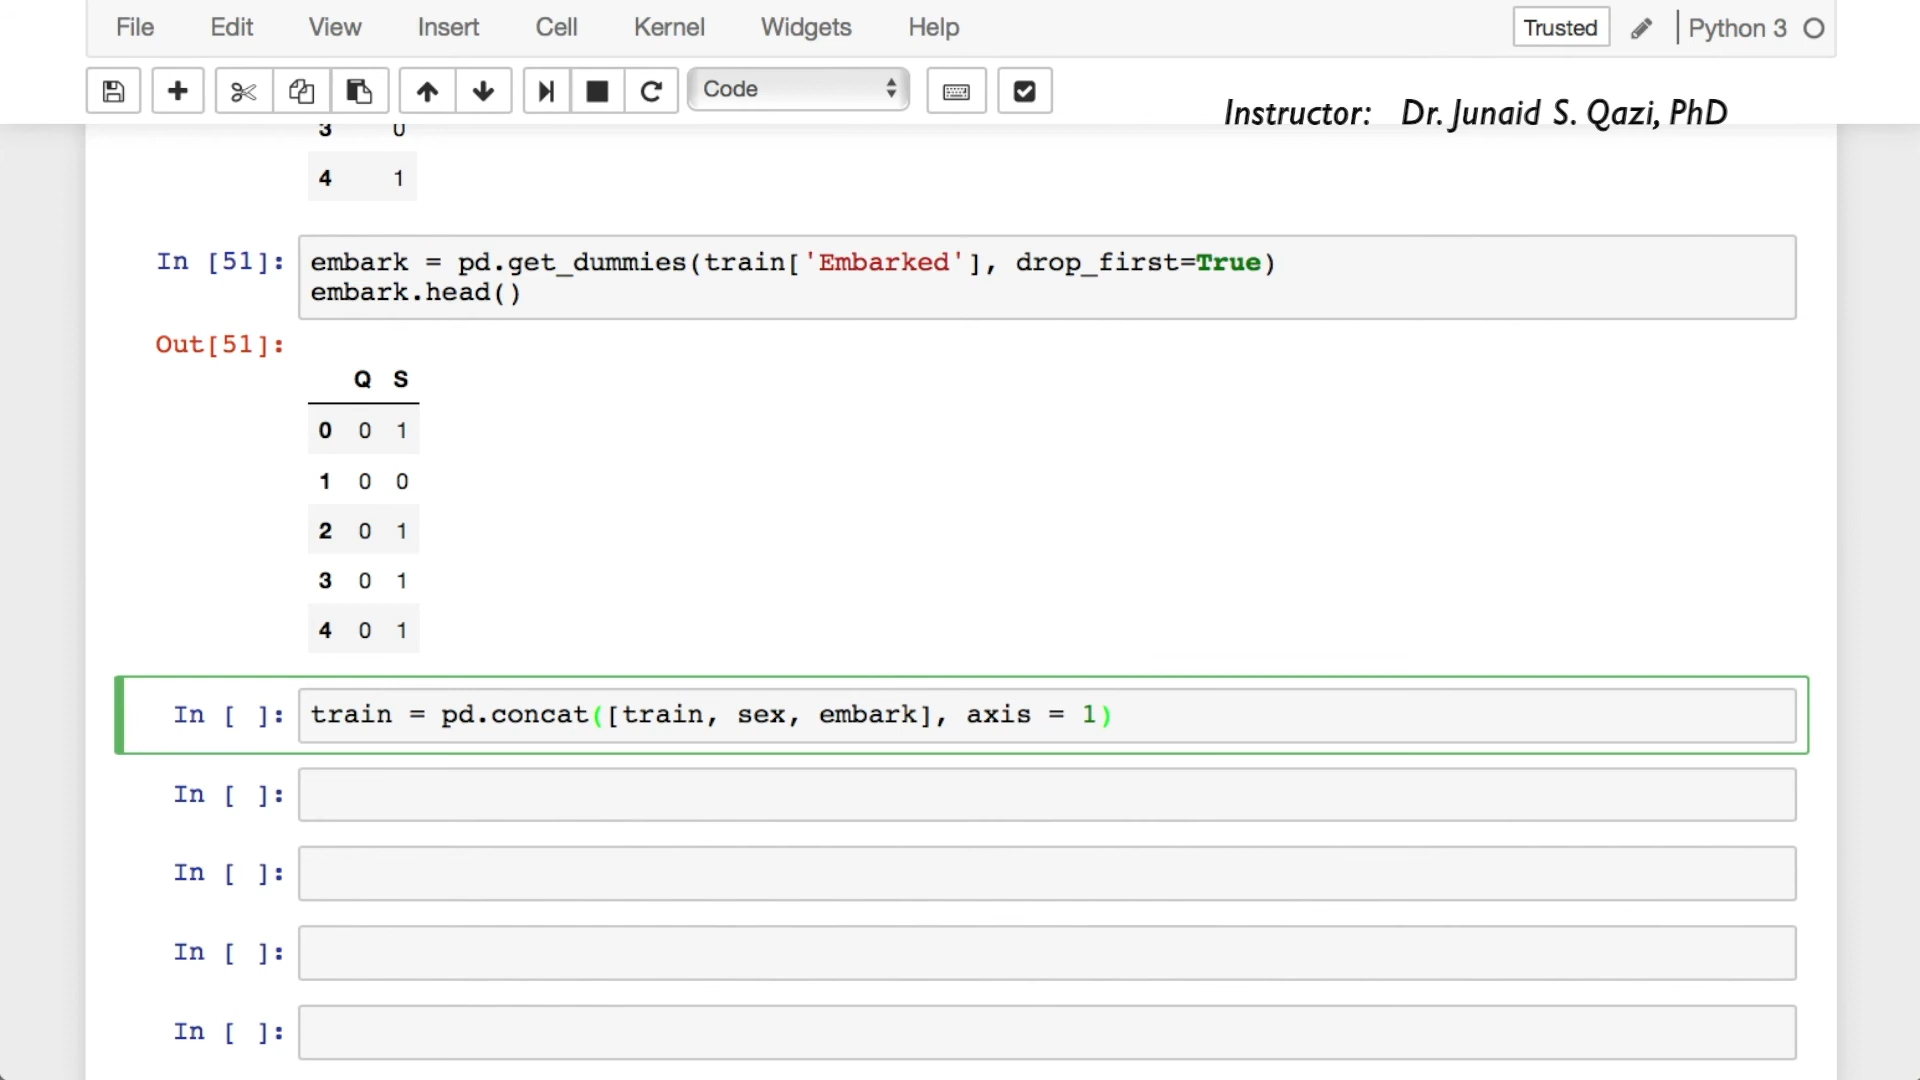 File Edit View Insert Cell Kernel Widgets Help Trusted Python 3
Code
Instructor: Dr. Junaid S. Qazi, PhD
3 0
4 1
In [51]: embark = pd.get_dummies(train['Embarked'], drop_first=True)
embark.head()
Out[51]:
Q S
0 0 1
1 0 0
2 0 1
3 0 1
4 0 1
In [ ]: train = pd.concat([train, sex, embark], axis = 1)
In [ ]:
In [ ]:
In [ ]:
In [ ]: